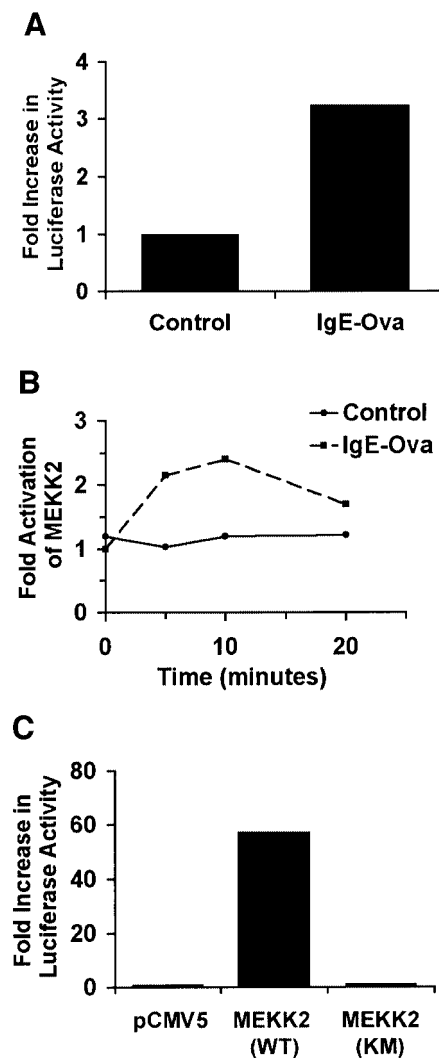 A
Fold Increase in
Luciferase Activity
4
3
2
1
0
Control
IgE-Ova
B
Fold Activation
of MEKK2
3
2
1
0
Control
IgE-Ova
0
10
20
Time (minutes)
C
Fold Increase in
Luciferase Activity
80
60
40
20
0
pCMV5
MEKK2
(WT)
MEKK2
(KM)